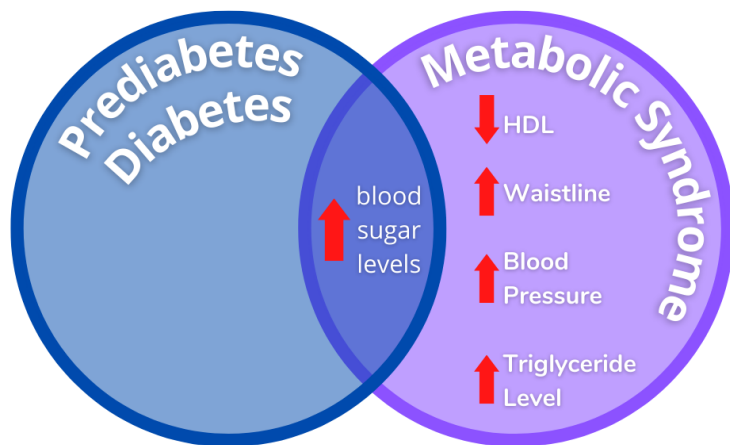 Prediabetes
Diabetes
Metabolic Syndrome
HDL
Waistline
blood
sugar
levels
Blood
Pressure
Triglyceride
Level